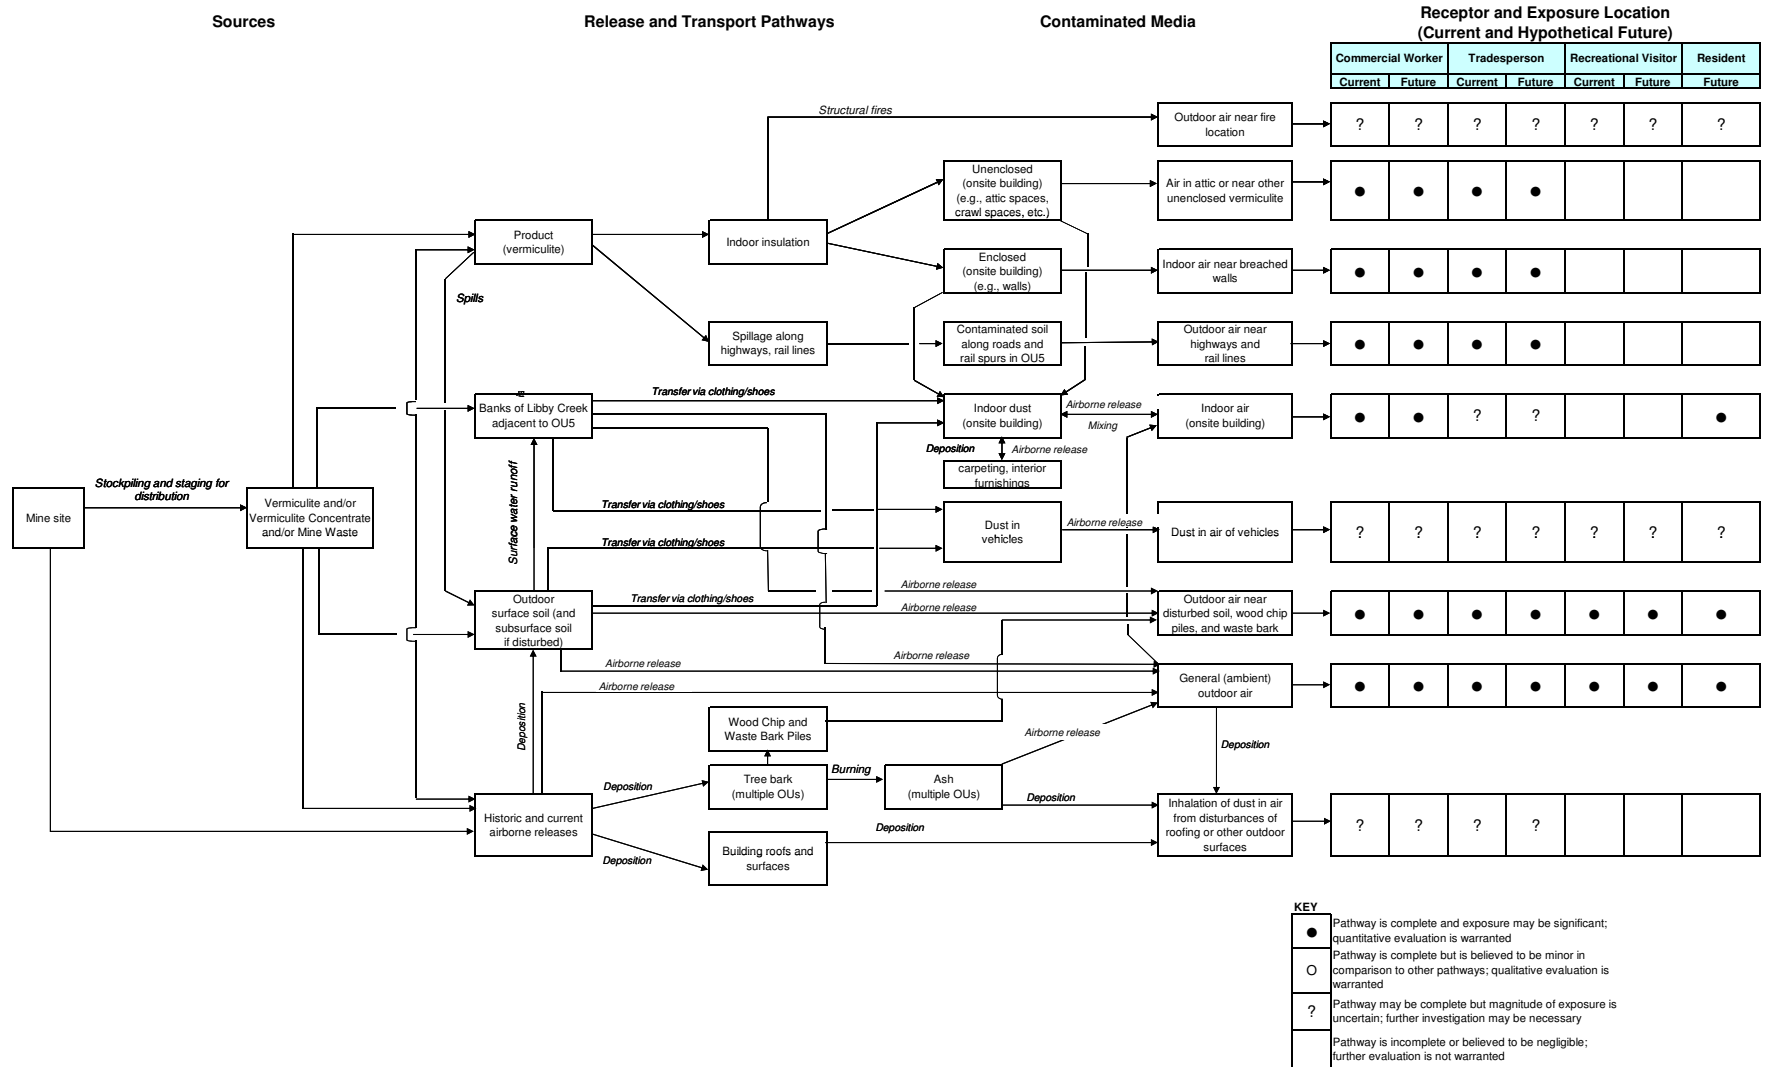 Sources
Release and Transport Pathways
Contaminated Media
Receptor and Exposure Location
(Current and Hypothetical Future)
Commercial Worker
Tradesperson
Recreational Visitor
Resident
Current
Future
Current
Future
Current
Future
Future
Structural fires
Outdoor air near fire
location
? ? ? ? ? ? ?
Unenclosed
(onsite building)
(e.g., attic spaces,
crawl spaces, etc.)
Air in attic or near other
unenclosed vermiculite
● ● ● ●
Product
(vermiculite)
Indoor insulation
Enclosed
(onsite building)
(e.g., walls)
Indoor air near breached
walls
● ● ● ●
Spills
Spillage along
highways, rail lines
Contaminated soil
along roads and
rail spurs in OU5
Outdoor air near
highways and
rail lines
● ● ● ●
Banks of Libby Creek
adjacent to OU5
Transfer via clothing/shoes
Indoor dust
(onsite building)
Airborne release
Mixing
Indoor air
(onsite building)
● ● ? ? ●
Deposition
Airborne release
carpeting, interior
furnishings
Mine site
Stockpiling and staging for
distribution
Vermiculite and/or
Vermiculite Concentrate
and/or Mine Waste
Surface water runoff
Transfer via clothing/shoes
Transfer via clothing/shoes
Dust in
vehicles
Airborne release
Dust in air of vehicles
? ? ? ? ? ? ?
Outdoor
surface soil (and
subsurface soil
if disturbed)
Transfer via clothing/shoes
Airborne release
Airborne release
Outdoor air near
disturbed soil, wood chip
piles, and waste bark
● ● ● ● ● ● ●
Airborne release
Airborne release
Airborne release
General (ambient)
outdoor air
● ● ● ● ● ● ●
Deposition
Wood Chip and
Waste Bark Piles
Airborne release
Deposition
Historic and current
airborne releases
Deposition
Tree bark
(multiple OUs)
Burning
Ash
(multiple OUs)
Deposition
Inhalation of dust in air
from disturbances of
roofing or other outdoor
surfaces
? ? ? ?
Deposition
Building roofs and
surfaces
Deposition
KEY
● Pathway is complete and exposure may be significant;
quantitative evaluation is warranted
O Pathway is complete but is believed to be minor in
comparison to other pathways; qualitative evaluation is
warranted
? Pathway may be complete but magnitude of exposure is
uncertain; further investigation may be necessary
Pathway is incomplete or believed to be negligible;
further evaluation is not warranted